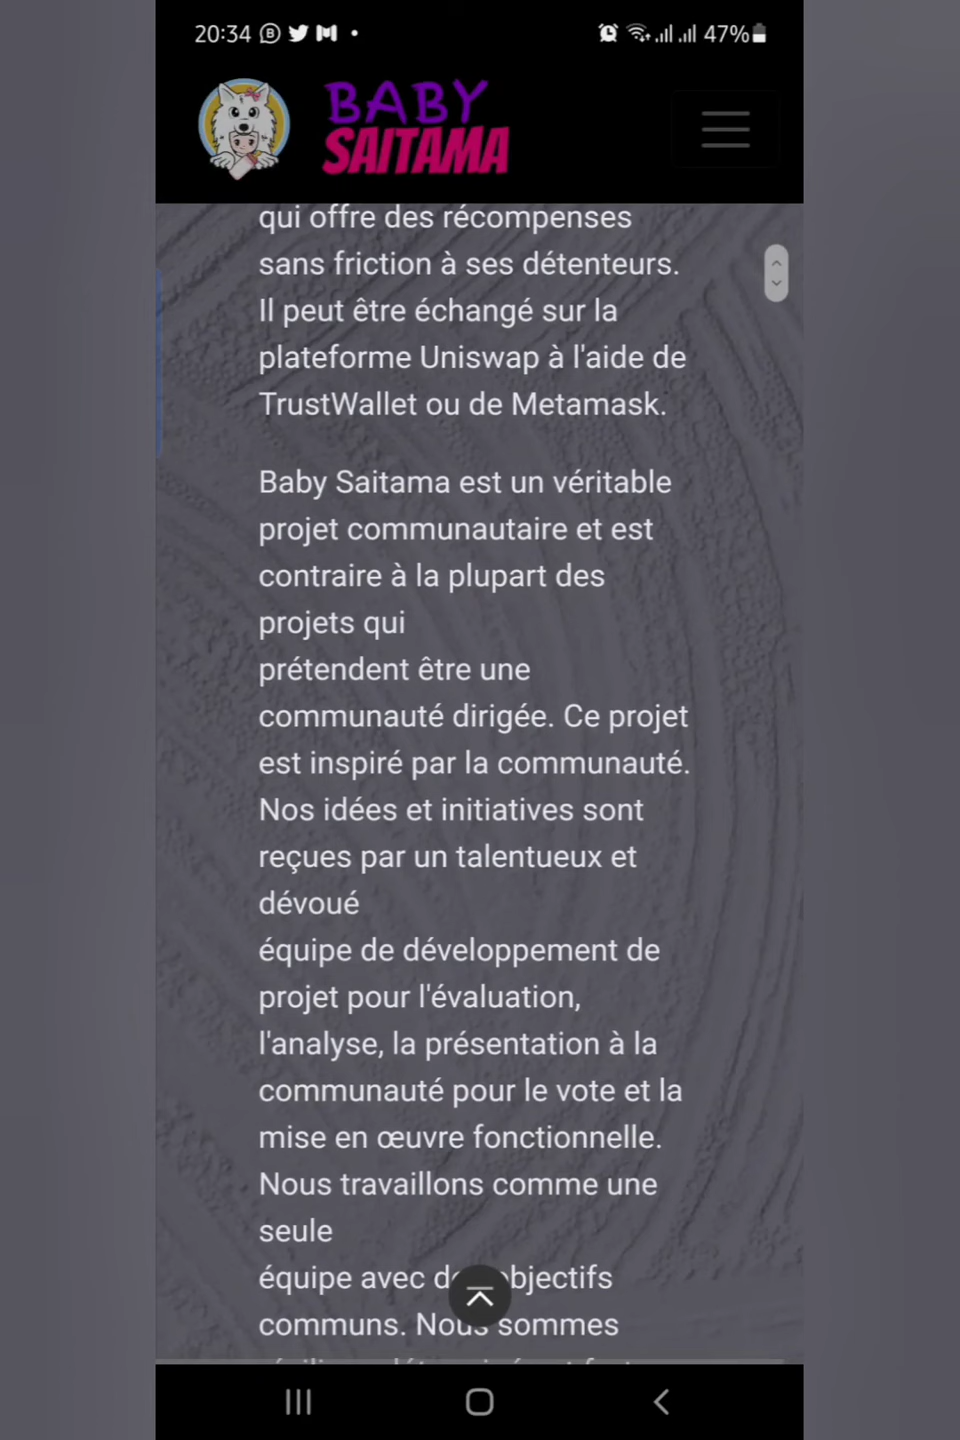 20:34
47%
BABY
SAITAMA
qui offre des récompenses
sans friction à ses détenteurs.
Il peut être échangé sur la
plateforme Uniswap à l'aide de
TrustWallet ou de Metamask.
Baby Saitama est un véritable
projet communautaire et est
contraire à la plupart des
projets qui
prétendent être une
communauté dirigée. Ce projet
est inspiré par la communauté.
Nos idées et initiatives sont
reçues par un talentueux et
dévoué
équipe de développement de
projet pour l'évaluation,
l'analyse, la présentation à la
communauté pour le vote et la
mise en œuvre fonctionnelle.
Nous travaillons comme une
seule
équipe avec des objectifs
communs. Nous sommes